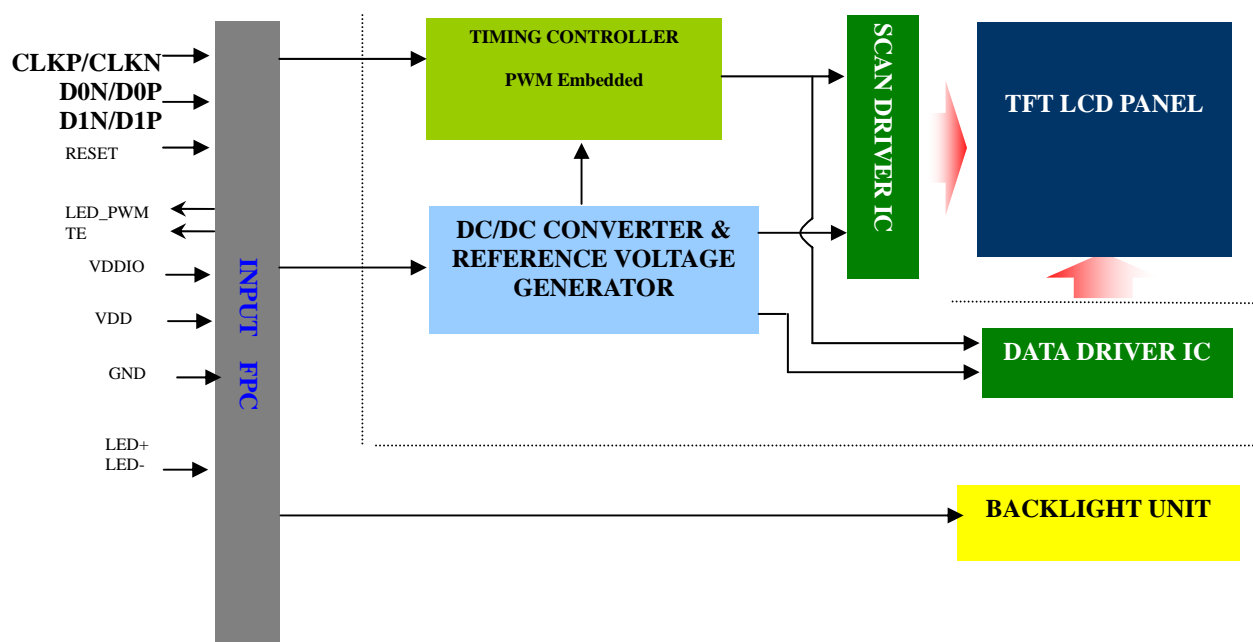 CLKP/CLKN
D0N/D0P
D1N/D1P
RESET
LED_PWM
TE
VDDIO
VDD
GND
LED+
LED-
INPUT FPC
TIMING CONTROLLER
PWM Embedded
DC/DC CONVERTER &
REFERENCE VOLTAGE
GENERATOR
SCAN DRIVER IC
TFT LCD PANEL
DATA DRIVER IC
BACKLIGHT UNIT